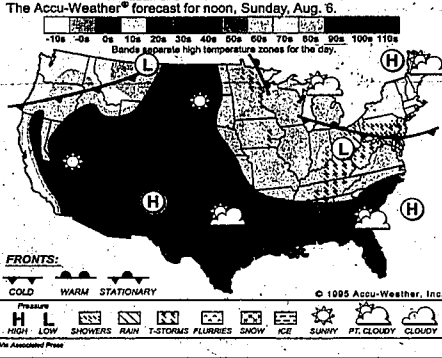 The Accu-Weather® forecast for noon, Sunday, Aug. 6.
-10s -0s 0s 10s 20s 30s 40s 50s 60s 70s 80s 90s 100s 110s
Bands separate high temperature zones for the day.
L
H
L
H
H
FRONTS:
COLD WARM STATIONARY
© 1995 Accu-Weather, Inc.
Pressure
H L
HIGH LOW SHOWERS RAIN T-STORMS FLURRIES SNOW ICE SUNNY PT. CLOUDY CLOUDY
Via Associated Press